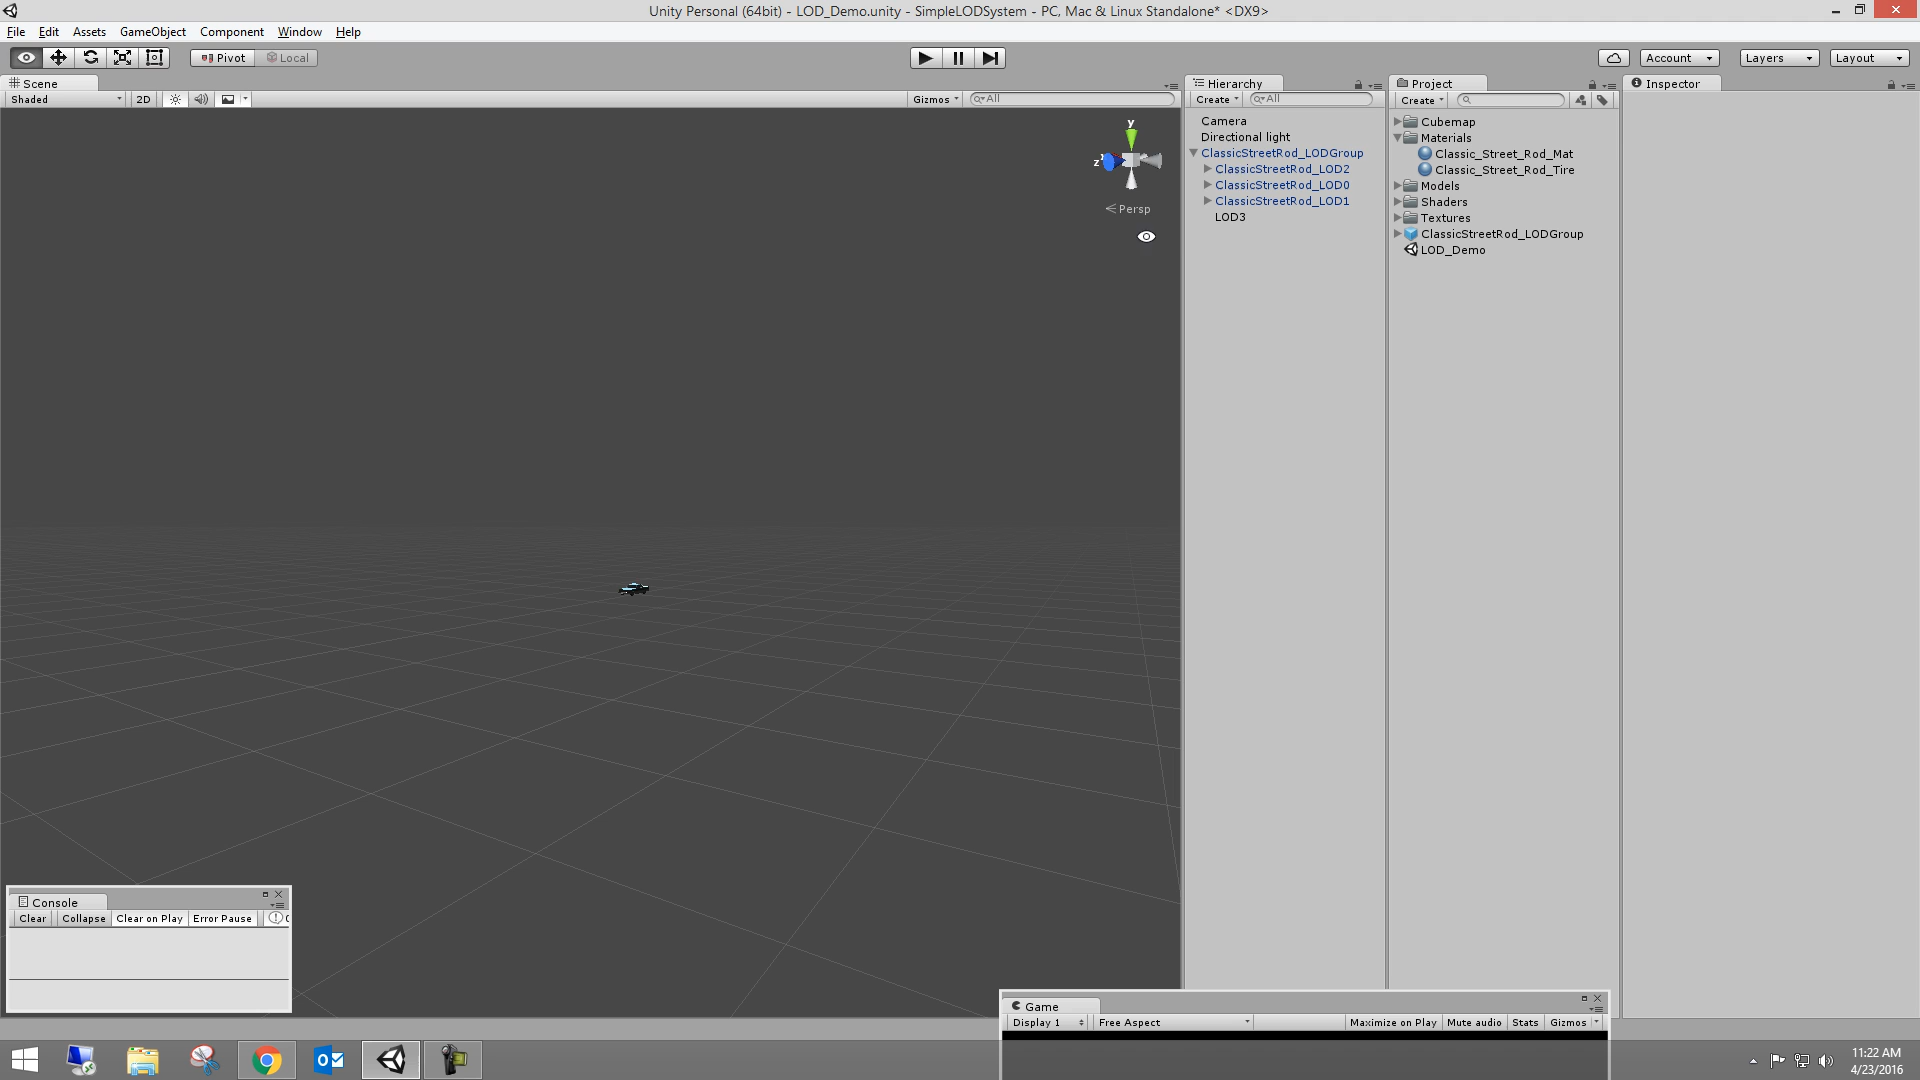 Unity Personal (64bit) - LOD_Demo.unity - SimpleLODSystem - PC, Mac & Linux Standalone* <DX9>
File Edit Assets GameObject Component Window Help
Pivot Local Account Layers Layout
Scene
Shaded 2D Gizmos All
y
z
Persp
Hierarchy
Create All
Camera
Directional light
ClassicStreetRod_LODGroup
ClassicStreetRod_LOD2
ClassicStreetRod_LOD0
ClassicStreetRod_LOD1
LOD3
Project
Create
Cubemap
Materials
Classic_Street_Rod_Mat
Classic_Street_Rod_Tire
Models
Shaders
Textures
ClassicStreetRod_LODGroup
LOD_Demo
Inspector
Console
Clear Collapse Clear on Play Error Pause
Game
Display 1 Free Aspect Maximize on Play Mute audio Stats Gizmos
11:22 AM
4/23/2016